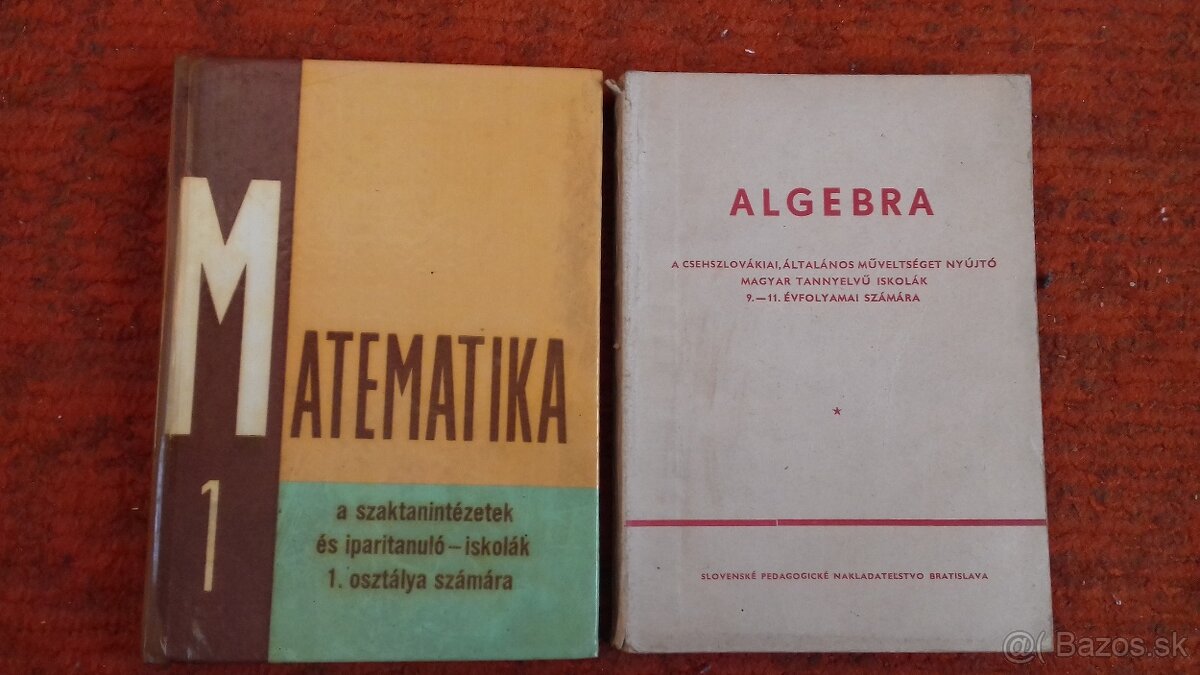 MATEMATIKA
1
a szaktanintézetek
és iparitanuló – iskolák
1. osztálya számára
ALGEBRA
A CSEHSZLOVÁKIAI, ÁLTALÁNOS MŰVELTSÉGET NYÚJTÓ
MAGYAR TANNYELVŰ ISKOLÁK
9. — 11. ÉVFOLYAMAI SZÁMÁRA
SLOVENSKÉ PEDAGOGICKÉ NAKLADATELSTVO BRATISLAVA
@( Bazos.sk